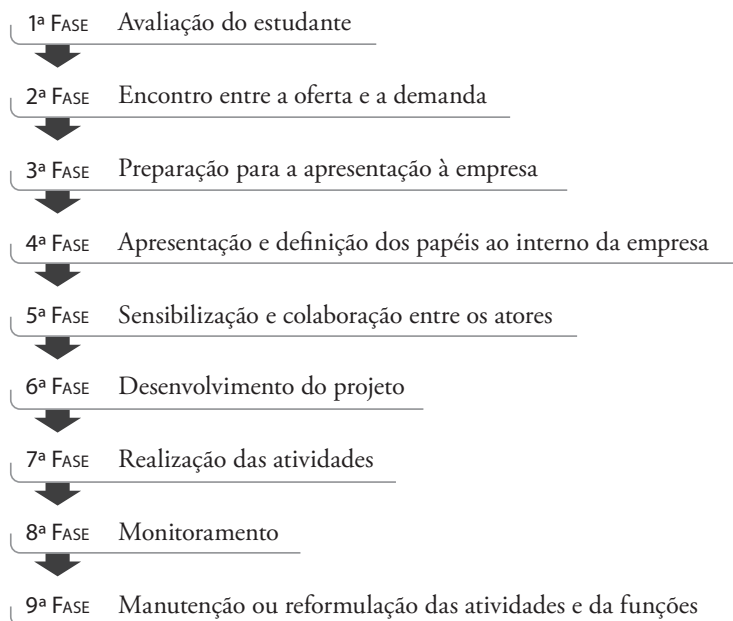 1ª FASE Avaliação do estudante
2ª FASE Encontro entre a oferta e a demanda
3ª FASE Preparação para a apresentação à empresa
4ª FASE Apresentação e definição dos papéis ao interno da empresa
5ª FASE Sensibilização e colaboração entre os atores
6ª FASE Desenvolvimento do projeto
7ª FASE Realização das atividades
8ª FASE Monitoramento
9ª FASE Manutenção ou reformulação das atividades e da funções